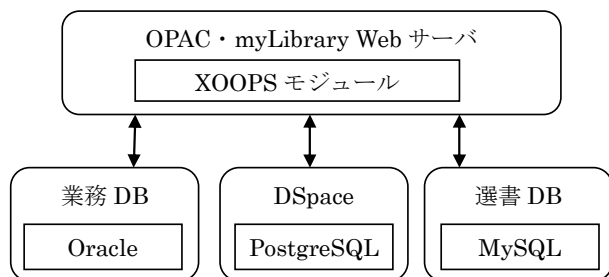 OPAC・myLibrary Web サーバ
XOOPS モジュール
業務 DB
DSpace
選書 DB
Oracle
PostgreSQL
MySQL